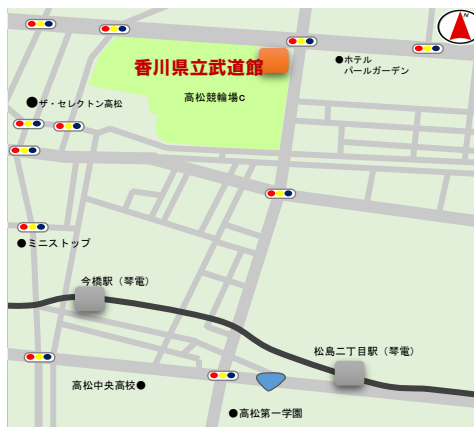 N
香川県立武道館
●ホテル
パールガーデン
高松競輪場c
●ザ・セレクトン高松
●ミニストップ
今橋駅（琴電）
松島二丁目駅（琴電）
高松中央高校●
●高松第一学園